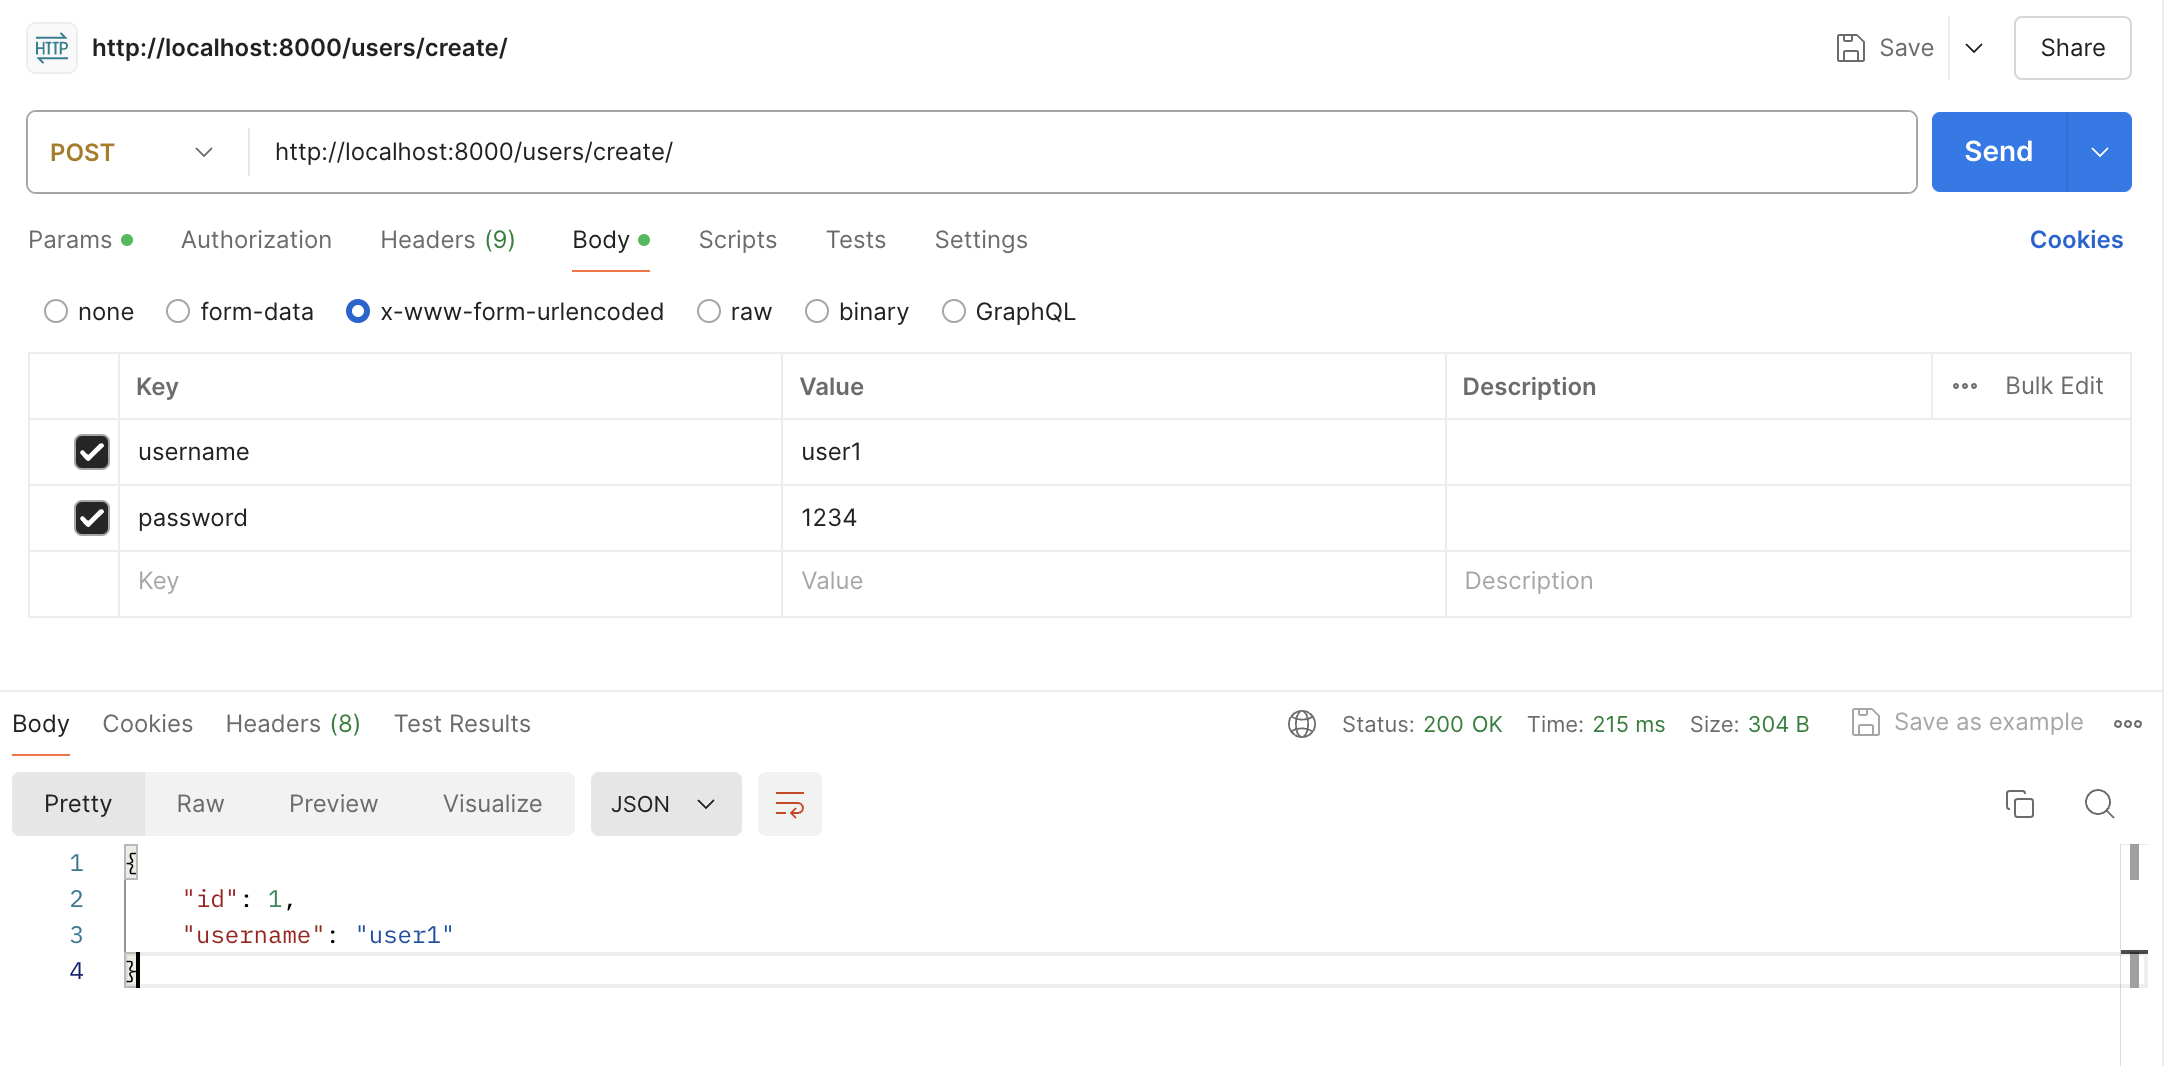 HTTP http://localhost:8000/users/create/ Save Share
POST http://localhost:8000/users/create/ Send
Params Authorization Headers (9) Body Scripts Tests Settings Cookies
none form-data x-www-form-urlencoded raw binary GraphQL
Key Value Description Bulk Edit
username user1
password 1234
Key Value Description
Body Cookies Headers (8) Test Results Status: 200 OK Time: 215 ms Size: 304 B Save as example
Pretty Raw Preview Visualize JSON
1 {
2 "id": 1,
3 "username": "user1"
4 }